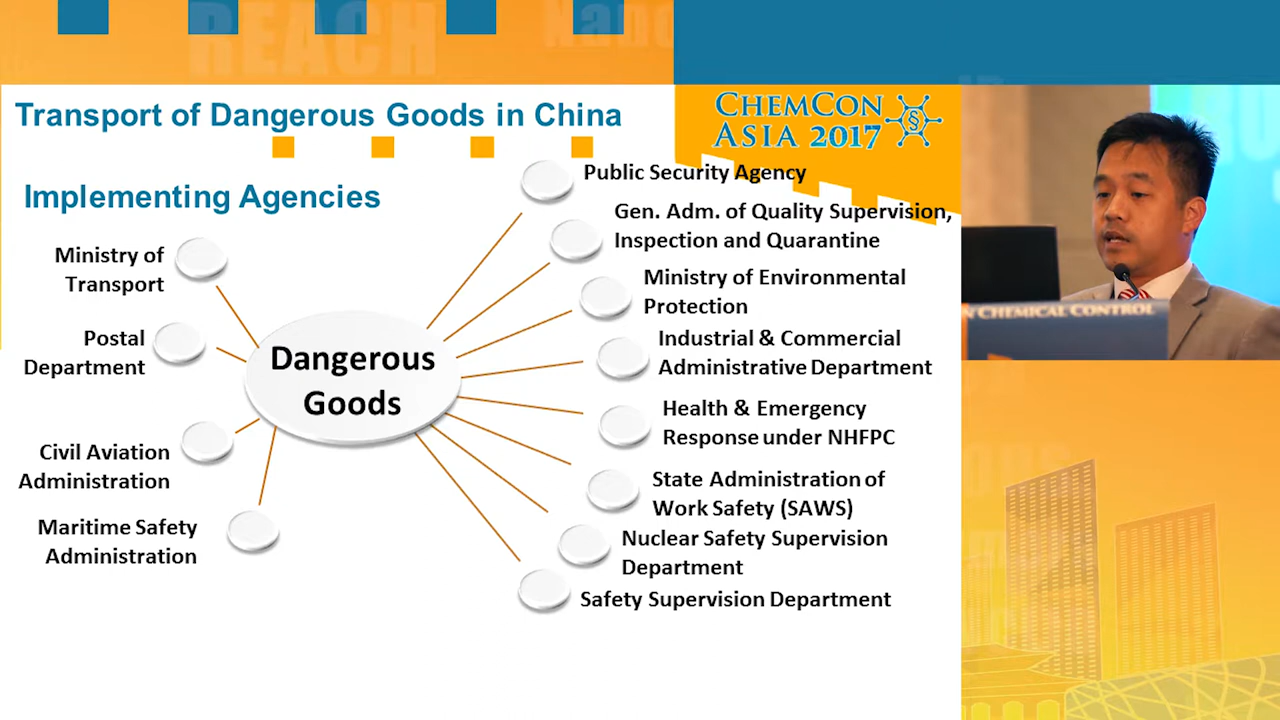 REACH
Nano
Transport of Dangerous Goods in China
CHEMCON
ASIA 2017
§
Implementing Agencies
Public Security Agency
Gen. Adm. of Quality Supervision,
Inspection and Quarantine
Ministry of Environmental
Protection
Industrial & Commercial
Administrative Department
Health & Emergency
Response under NHFPC
State Administration of
Work Safety (SAWS)
Nuclear Safety Supervision
Department
Safety Supervision Department
Ministry of
Transport
Postal
Department
Civil Aviation
Administration
Maritime Safety
Administration
Dangerous
Goods
N CHEMICAL CONTROL